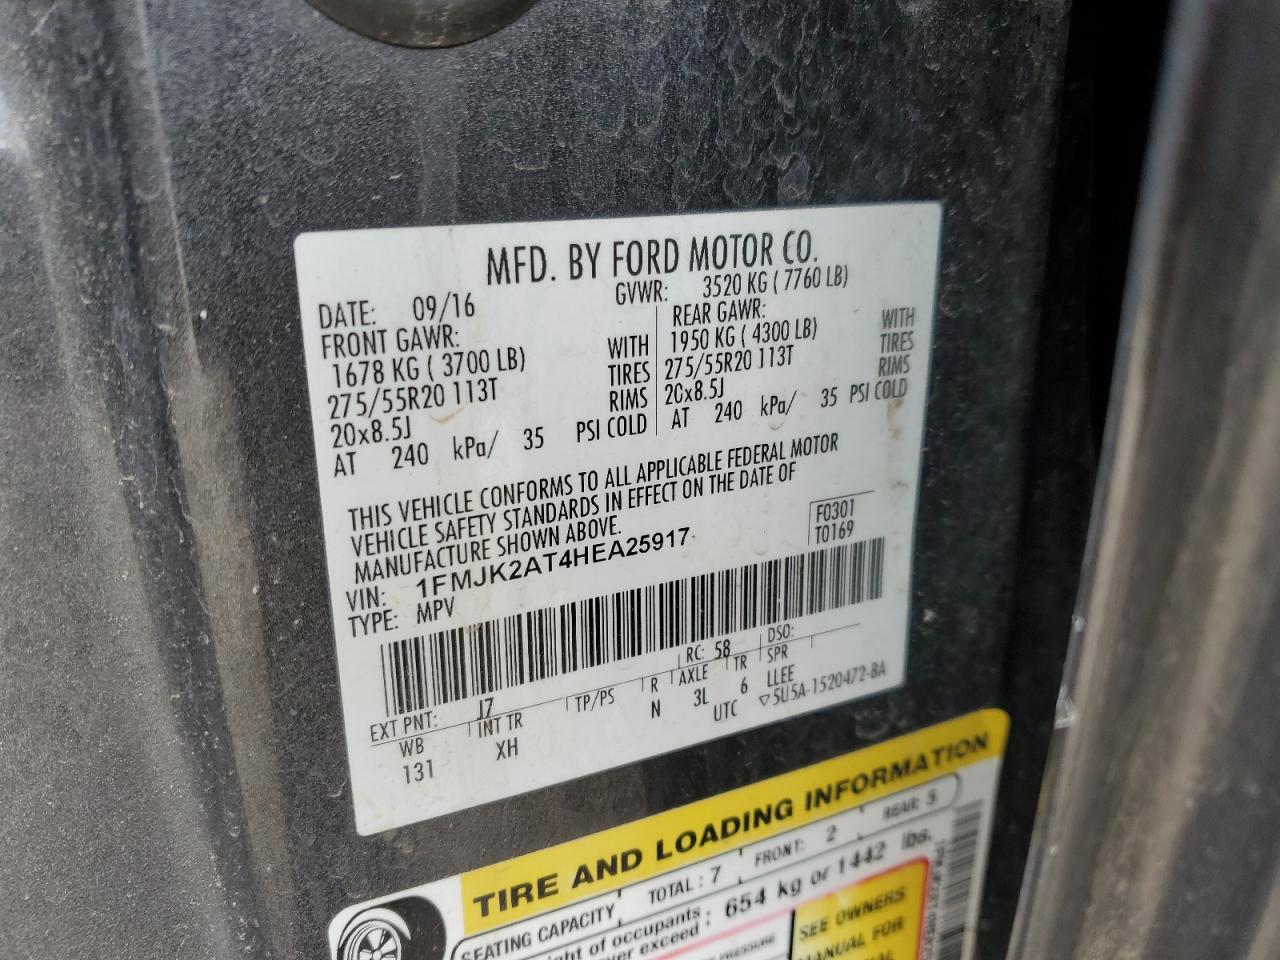 MFD. BY FORD MOTOR CO.
DATE: 09/16 GVWR: 3520 KG ( 7760 LB)
FRONT GAWR: REAR GAWR:
1678 KG ( 3700 LB) WITH 1950 KG ( 4300 LB) WITH
275/55R20 113T TIRES 275/55R20 113T TIRES
20x8.5J RIMS 20x8.5J RIMS
AT 240 kPa/ 35 PSI COLD AT 240 kPa/ 35 PSI COLD
THIS VEHICLE CONFORMS TO ALL APPLICABLE FEDERAL MOTOR
VEHICLE SAFETY STANDARDS IN EFFECT ON THE DATE OF
MANUFACTURE SHOWN ABOVE.
F0301
T0169
VIN: 1FMJK2AT4HEA25917
TYPE: MPV
EXT PNT: J7 RC: 58 DSO:
WB INT TR TP/PS R AXLE TR SPR
131 XH N 3L 6 LLEE
UTC ▽5U5A-1520472-BA
TIRE AND LOADING INFORMATION
SEATING CAPACITY TOTAL: 7 FRONT: 2 REAR: 5
of occupants
exceed : 654 kg or 1442 lbs.
PRESSURE
SEE OWNERS
MANUAL FOR